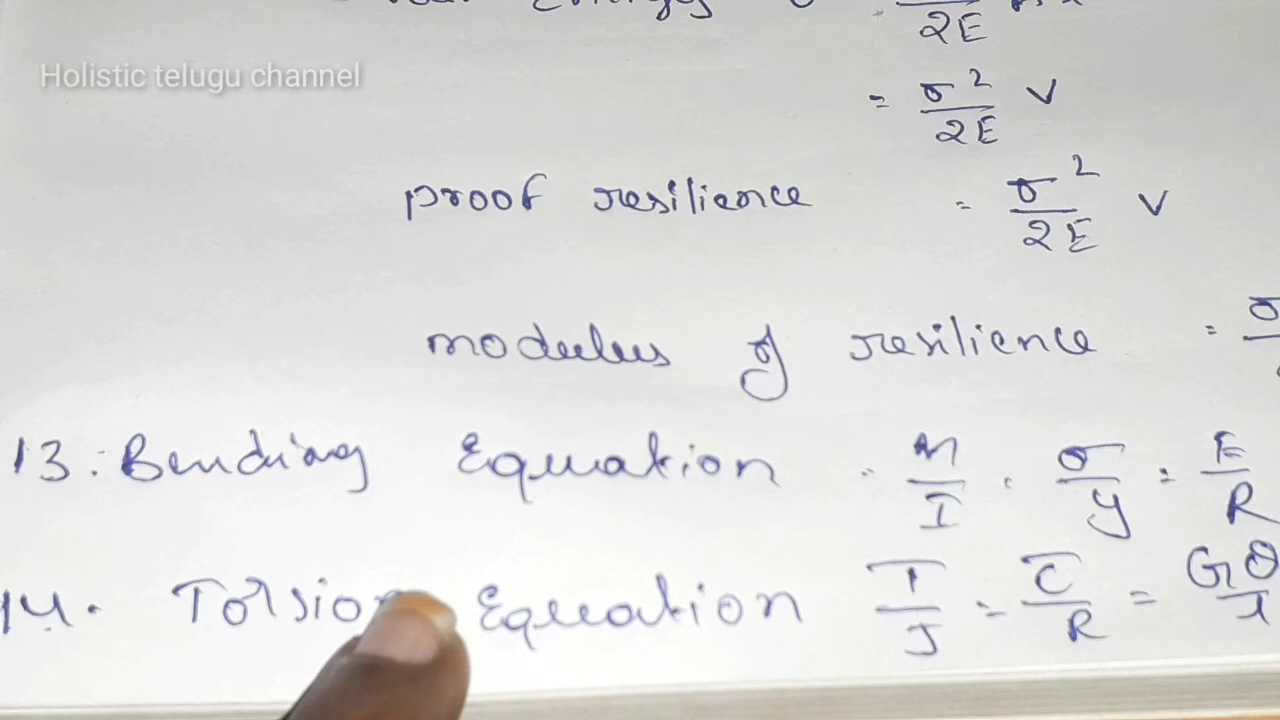 Energy U = /2E
Holistic telugu channel
= σ²/2E V
proof resilience = σ²/2E V
modulus of resilience = σ
13. Bending Equation = M/I = σ/y = E/R
14. Torsion Equation T/J = τ/R = Gθ/l